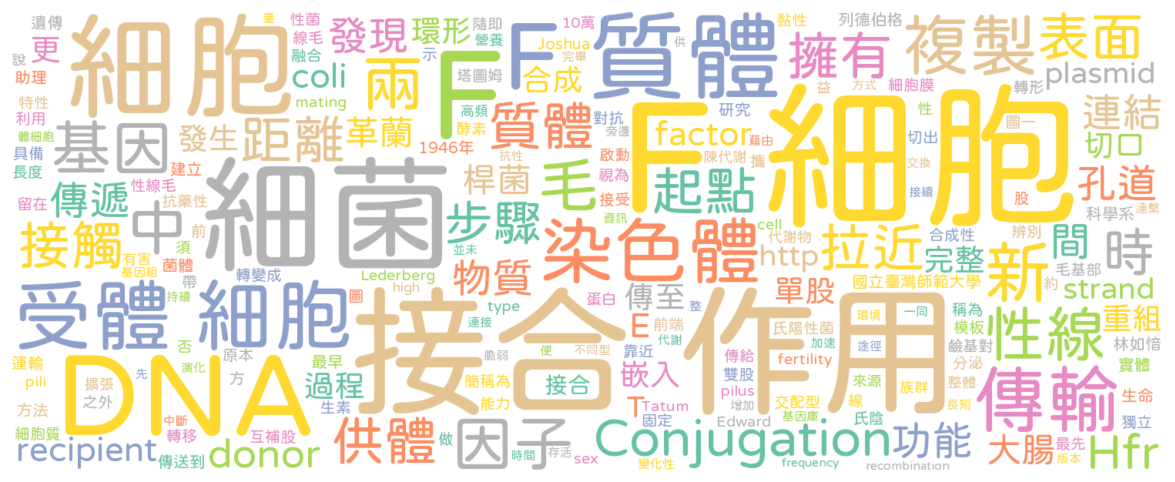 遺傳
量
性菌
線毛
發現
環形
隨即
營養
10萬
黏性
列德伯格
複製
表面
細胞
說
更
助理
融合
示
F
F
Joshua
完畢
供
質體
擁有
細胞膜
轉形
plasmid
coli
兩
塔圖姆
合成
益
方式
mating
高頻
特性
利用
體細胞
基因
發生
距離
革蘭
酵素
質體
對抗
研究
旁邊
factor
藉由
F
細胞
性
切出
圖一
連結
切口
1946年
抗性
啟動
陳代謝
攜
交換
具備
長度
建立
細菌
桿菌
毛
視為
接受
起點
接續
股
孔道
留在
傳遞
性線毛
抗藥性
中
前
步驟
資訊
cell
科學系
連繫
接觸
有害
基因組
須
菌體
帶
轉變成
並未
染色體
代謝物
http
拉近
合成性
完整
辨別
間
時
Lederberg
high
物質
毛基部
新
約
受體
細胞
持續
圖
type
蛋白
傳至
整
單股
國立臺灣師範大學
稱為
strand
接合
作用
連接
E
前端
代謝
氏陽性菌
環境
一同
模板
性線
重組
運輸
否
演化
原本
最早
脆弱
便
不同型
靠近
傳給
加速
途徑
鹼基對
林如愔
DNA
pili
擴張
之外
先
方
過程
簡稱為
接合
嵌入
雙股
fertility
來源
分泌
整體
傳輸
實體
方法
中斷
生素
能力
T
Tatum
pilus
增加
交配型
線
族群
長短
生命
細胞質
轉移
互補股
供體
做
因子
固定
Edward
基因庫
氏陰
獨立
recipient
傳送到
donor
時間
存活
sex
Conjugation
變化性
frequency
recombination
功能
大腸
最先
版本
Hfr